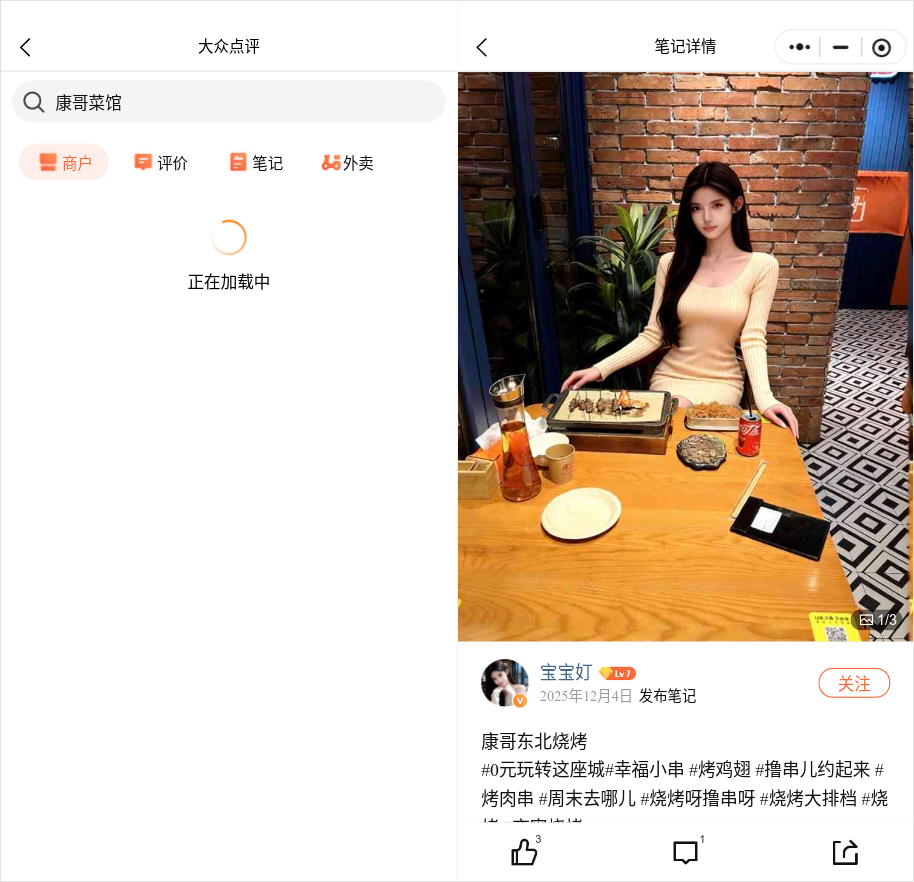 大众点评
康哥菜馆
商户 评价 笔记 外卖
正在加载中
笔记详情
1/3
宝宝奵 Lv7
2025年12月4日 发布笔记
关注
康哥东北烧烤
#0元玩转这座城#幸福小串 #烤鸡翅 #撸串儿约起来 #
烤肉串 #周末去哪儿 #烧烤呀撸串呀 #烧烤大排档 #烧
3
1